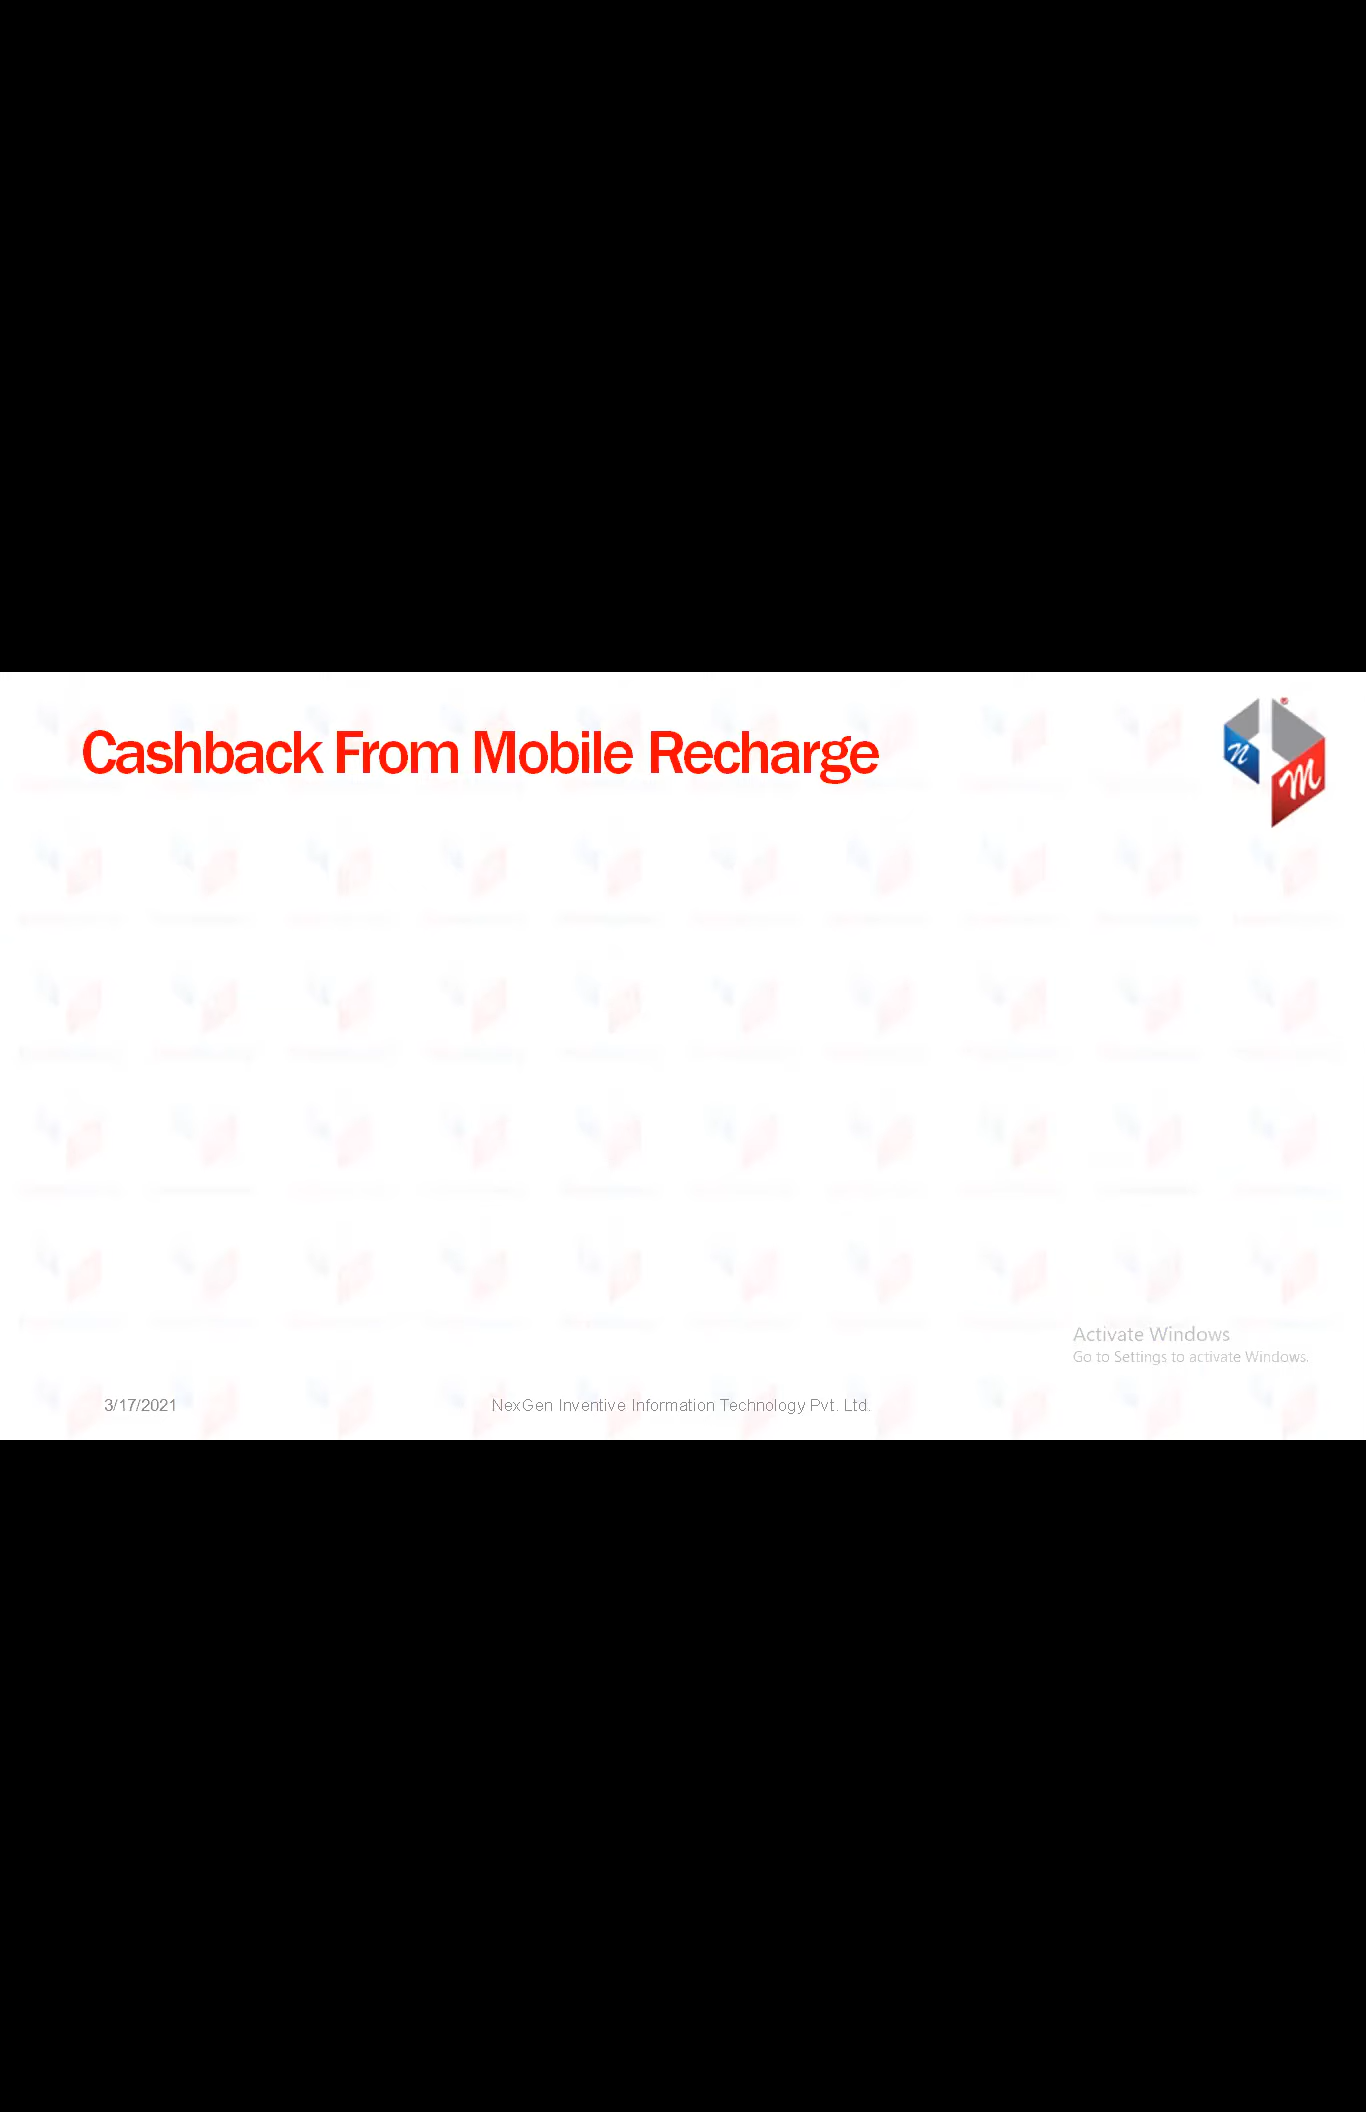 Cashback From Mobile Recharge
n
m
Activate Windows
Go to Settings to activate Windows.
3/17/2021
NexGen Inventive Information Technology Pvt. Ltd.